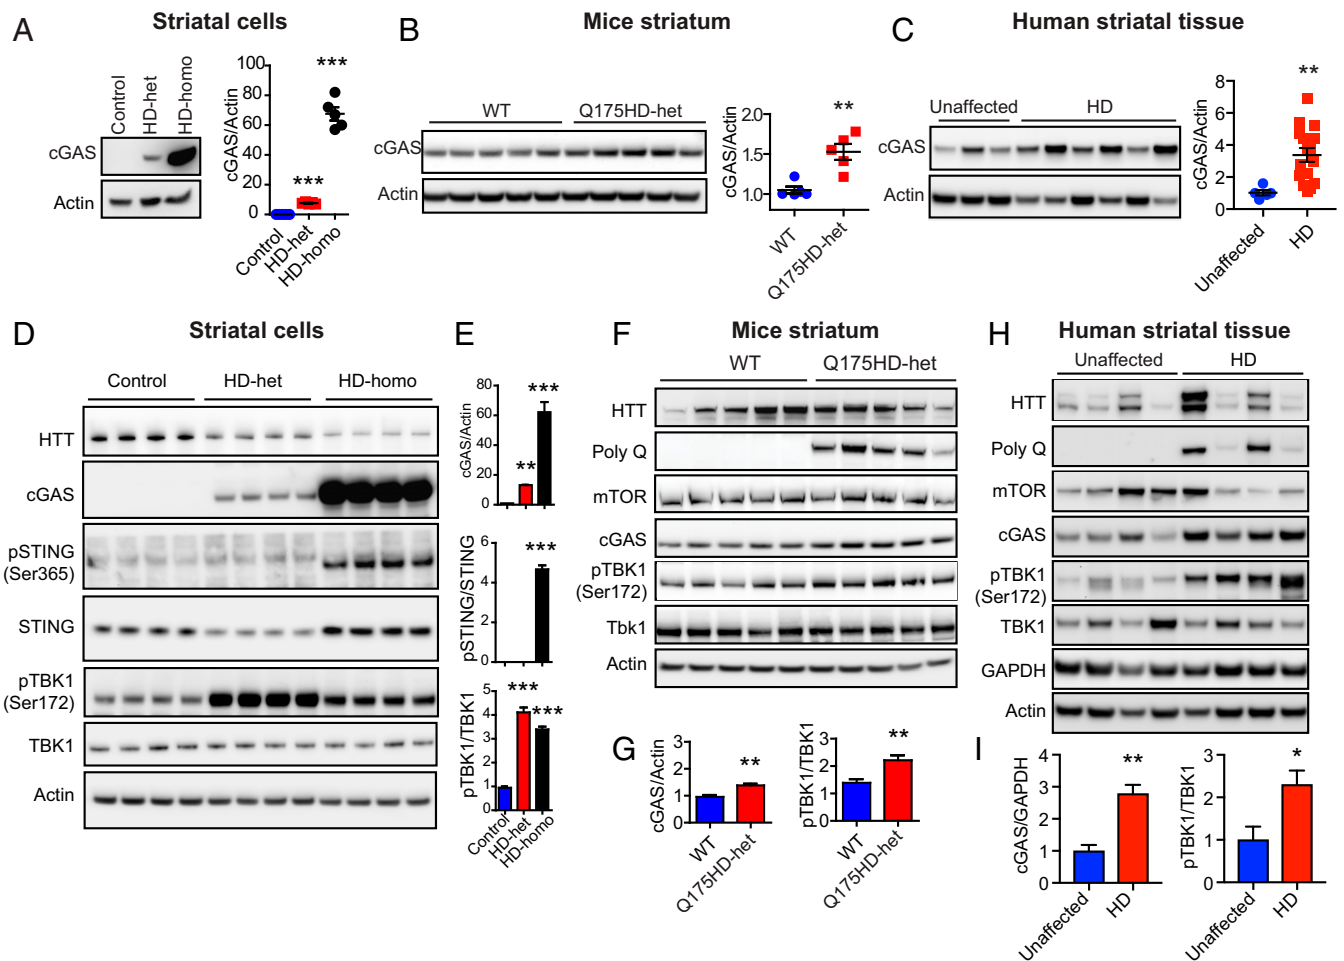 A
Striatal cells
Control
HD-het
HD-homo
cGAS
Actin
cGAS/Actin
100
80
60
40
20
0
***
***
Control
HD-het
HD-homo
B
Mice striatum
WT
Q175HD-het
cGAS
Actin
cGAS/Actin
2.0
1.5
1.0
**
WT
Q175HD-het
C
Human striatal tissue
Unaffected
HD
cGAS
Actin
cGAS/Actin
8
6
4
2
0
**
Unaffected
HD
D
Striatal cells
Control
HD-het
HD-homo
HTT
cGAS
pSTING
(Ser365)
STING
pTBK1
(Ser172)
TBK1
Actin
E
cGAS/Actin
80
60
40
20
0
**
***
pSTING/STING
6
4
2
0
***
pTBK1/TBK1
5
4
3
2
1
0
***
***
Control
HD-het
HD-homo
F
Mice striatum
WT
Q175HD-het
HTT
Poly Q
mTOR
cGAS
pTBK1
(Ser172)
Tbk1
Actin
G
cGAS/Actin
3
2
1
0
**
WT
Q175HD-het
pTBK1/TBK1
3
2
1
0
**
WT
Q175HD-het
H
Human striatal tissue
Unaffected
HD
HTT
Poly Q
mTOR
cGAS
pTBK1
(Ser172)
TBK1
GAPDH
Actin
I
cGAS/GAPDH
4
3
2
1
0
**
Unaffected
HD
pTBK1/TBK1
3
2
1
0
*
Unaffected
HD